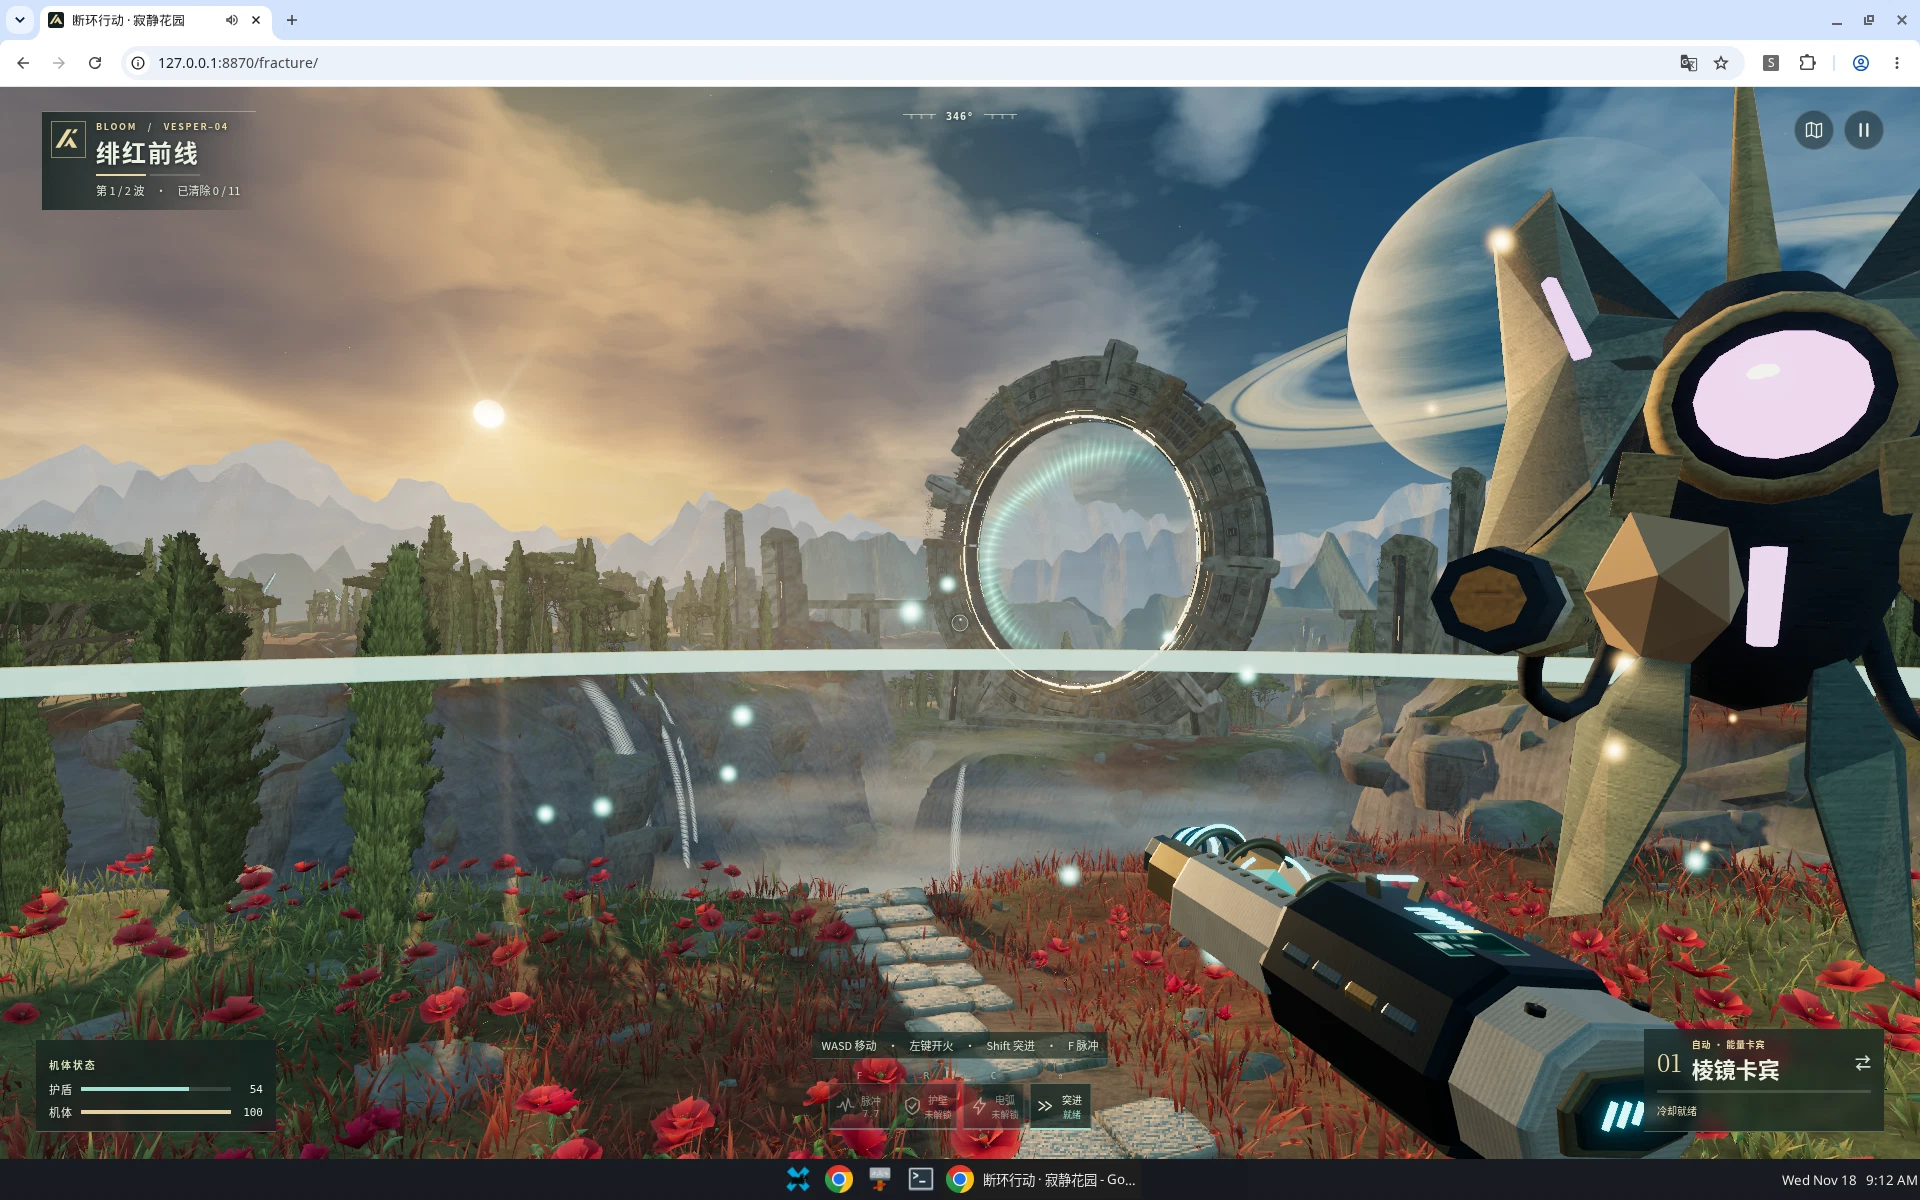 断环行动 · 寂静花园
127.0.0.1:8870/fracture/
BLOOM / VESPER-04
绯红前线
第 1 / 2 波 · 已清除 0 / 11
346°
机体状态
护盾 54
机体 100
WASD 移动 · 左键开火 · Shift 突进 · F 脉冲
F R C
脉冲 护壁 电弧 突进
7.7 未解锁 未解锁 就绪
自动 · 能量卡宾
01 棱镜卡宾
冷却就绪
断环行动 · 寂静花园 - Go...
Wed Nov 18 9:12 AM